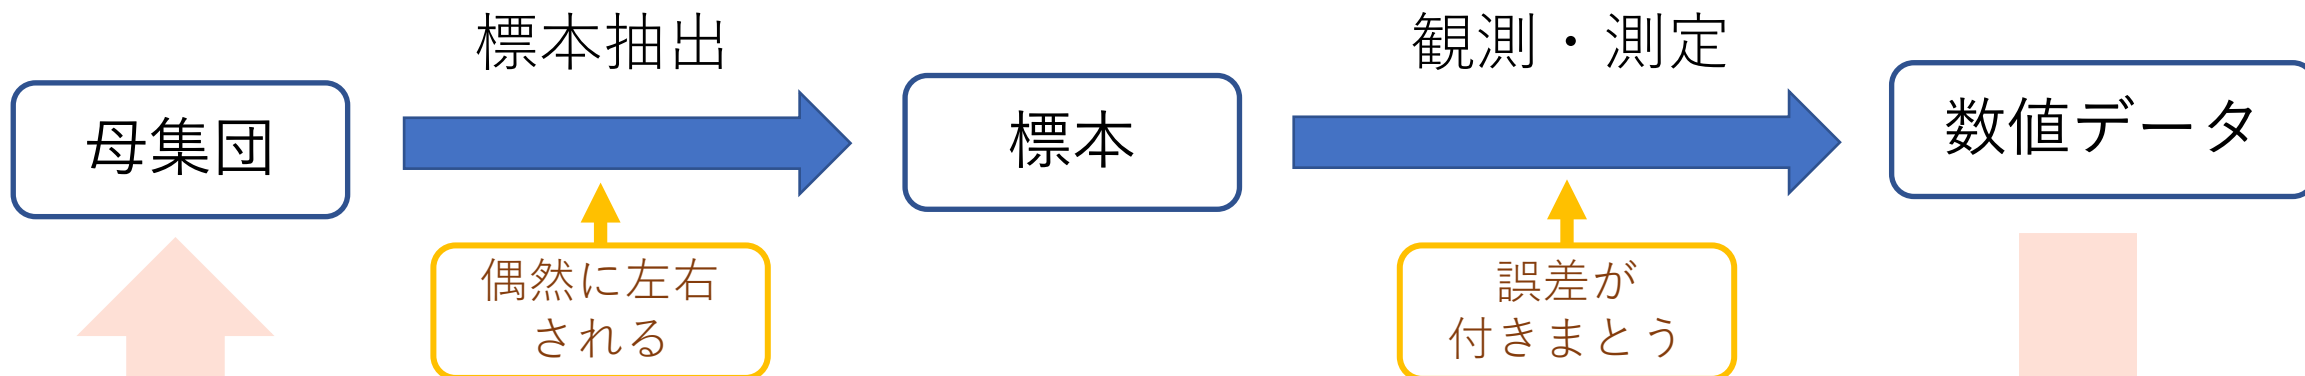 標本抽出
観測・測定
母集団
標本
数値データ
偶然に左右
される
誤差が
付きまとう